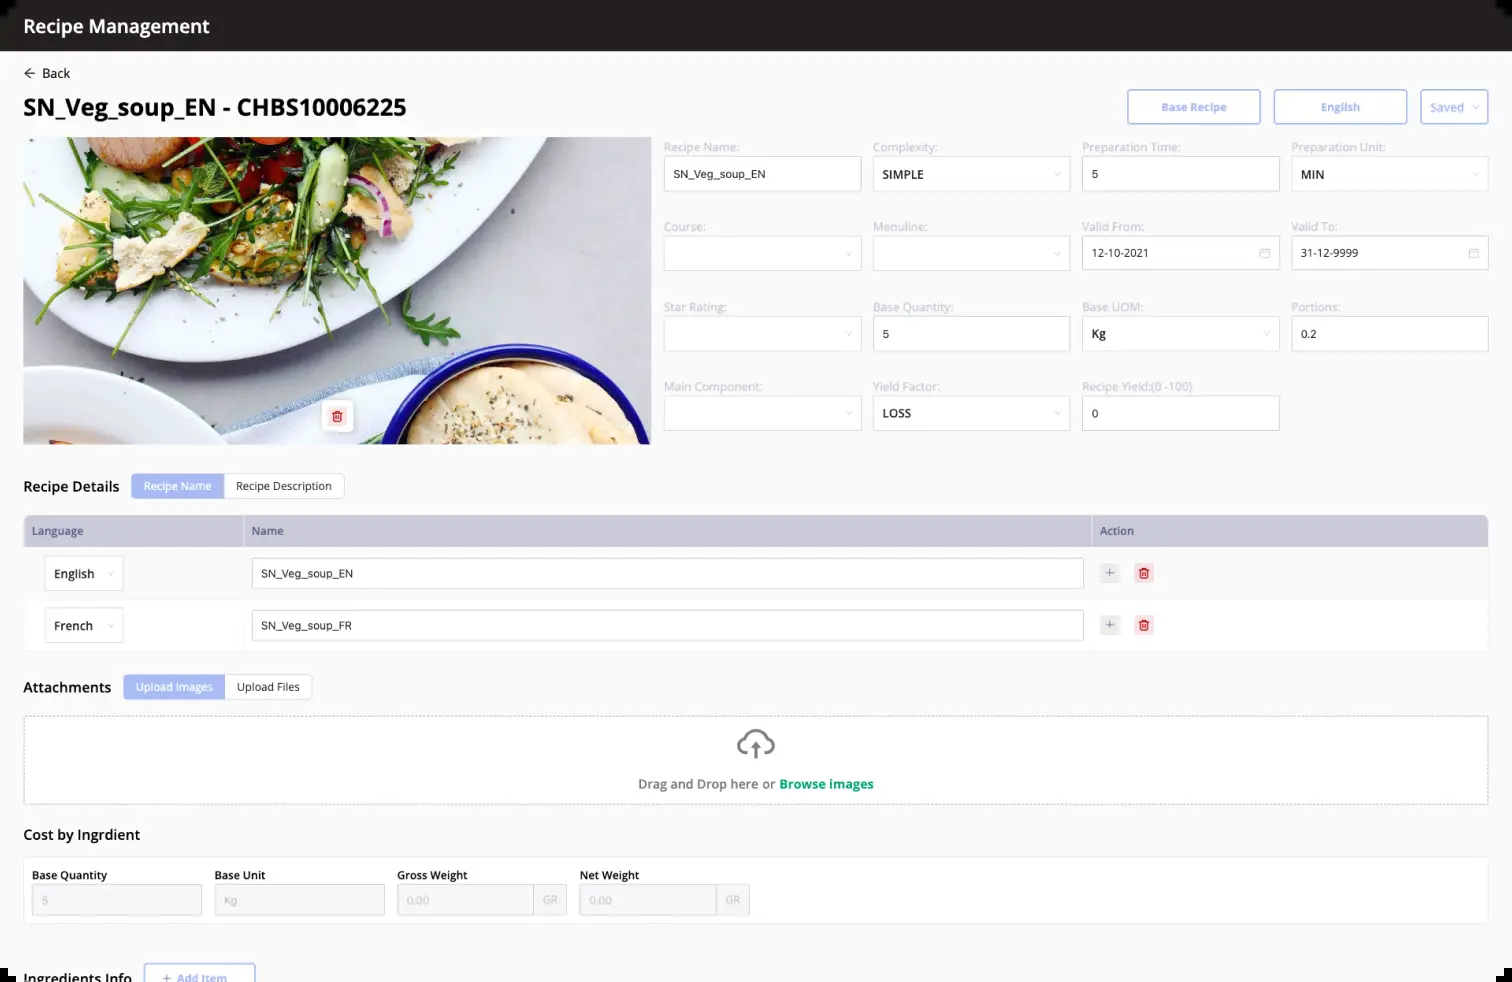 Recipe Management
Back
SN_Veg_soup_EN - CHBS10006225
Base Recipe English Saved
Recipe Name: Complexity: Preparation Time: Preparation Unit:
SN_Veg_soup_EN SIMPLE 5 MIN
Course: Menuline: Valid From: Valid To:
12-10-2021 31-12-9999
Star Rating: Base Quantity: Base UOM: Portions:
5 Kg 0.2
Main Component: Yield Factor: Recipe Yield:(0 -100)
LOSS 0
Recipe Details Recipe Name Recipe Description
Language Name Action
English SN_Veg_soup_EN
French SN_Veg_soup_FR
Attachments Upload Images Upload Files
Drag and Drop here or Browse images
Cost by Ingrdient
Base Quantity Base Unit Gross Weight Net Weight
5 Kg 0.00 GR 0.00 GR
Ingredients Info + Add Item